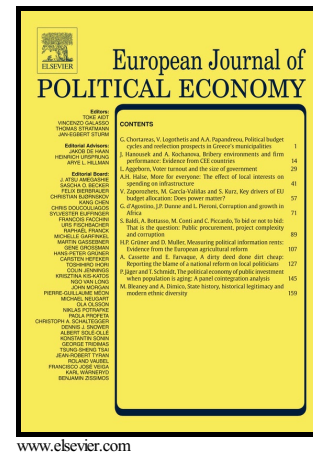 ELSEVIER
European Journal of
POLITICAL ECONOMY
Editors:
TOKE AIDT
VINCENZO GALASSO
THOMAS STRATMANN
JAN-EGBERT STURM
Editorial Advisors:
JAKOB DE HAAN
HEINRICH URSPRUNG
ARYE L. HILLMAN
Editorial Board:
J. ATSU AMEGASHIE
SASCHA O. BECKER
FELIX BIERBRAUER
CHRISTIAN BJØRNSKOV
KANG CHEN
CHRIS DOUCOULIAGOS
SYLVESTER EIJFFINGER
FRANCOIS FACCHINI
URS FISCHBACHER
RAPHAEL FRANCK
MICHELLE GARFINKEL
MARTIN GASSEBNER
GENE GROSSMAN
HANS-PETER GRÜNER
CARSTEN HEFEKER
TOSHIHIRO IHORI
COLIN JENNINGS
KRISTINA KIS-KATOS
NGO VAN LONG
JOHN MORGAN
PIERRE-GUILLAUME MÉON
MICHAEL NEUGART
OLA OLSSON
NIKLAS POTRAFKE
PAOLA PROFETA
CHRISTOPH A. SCHALTEGGER
DENNIS J. SNOWER
ALBERT SOLÉ-OLLÉ
KONSTANTIN SONIN
GEORGE TRIDIMAS
TSUNG-SHENG TSAI
JEAN-ROBERT TYRAN
ROLAND VAUBEL
FRANCISCO JOSÉ VEIGA
KARL WÄRNERYD
BENJAMIN ZISSIMOS
CONTENTS
G. Chortareas, V. Logothetis and A.A. Papandreou, Political budget
cycles and reelection prospects in Greece's municipalities 1
J. Hanousek and A. Kochanova, Bribery environments and firm
performance: Evidence from CEE countries 14
L. Aggeborn, Voter turnout and the size of government 29
A.H. Halse, More for everyone: The effect of local interests on
spending on infrastructure 41
V. Zaporozhets, M. García-Valiñas and S. Kurz, Key drivers of EU
budget allocation: Does power matter? 57
G. d'Agostino, J.P. Dunne and L. Pieroni, Corruption and growth in
Africa 71
S. Baldi, A. Bottasso, M. Conti and C. Piccardo, To bid or not to bid:
That is the question: Public procurement, project complexity
and corruption 89
H.P. Grüner and D. Muller, Measuring political information rents:
Evidence from the European agricultural reform 107
A. Cassette and E. Farvaque, A dirty deed done dirt cheap:
Reporting the blame of a national reform on local politicians 127
P. Jäger and T. Schmidt, The political economy of public investment
when population is aging: A panel cointegration analysis 145
M. Bleaney and A. Dimico, State history, historical legitimacy and
modern ethnic diversity 159
www.elsevier.com